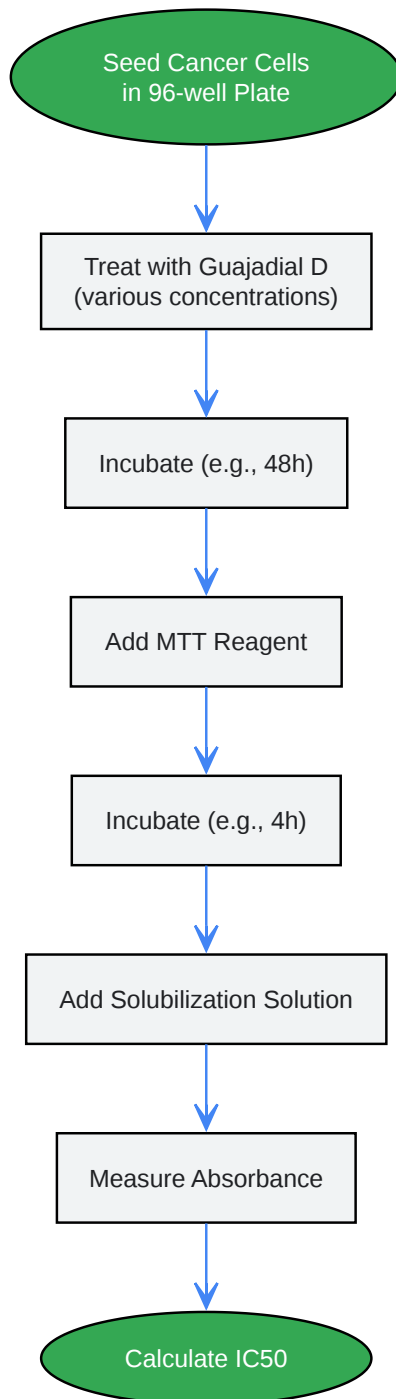 Seed Cancer Cells
in 96-well Plate
Treat with Guajadial D
(various concentrations)
Incubate (e.g., 48h)
Add MTT Reagent
Incubate (e.g., 4h)
Add Solubilization Solution
Measure Absorbance
Calculate IC50